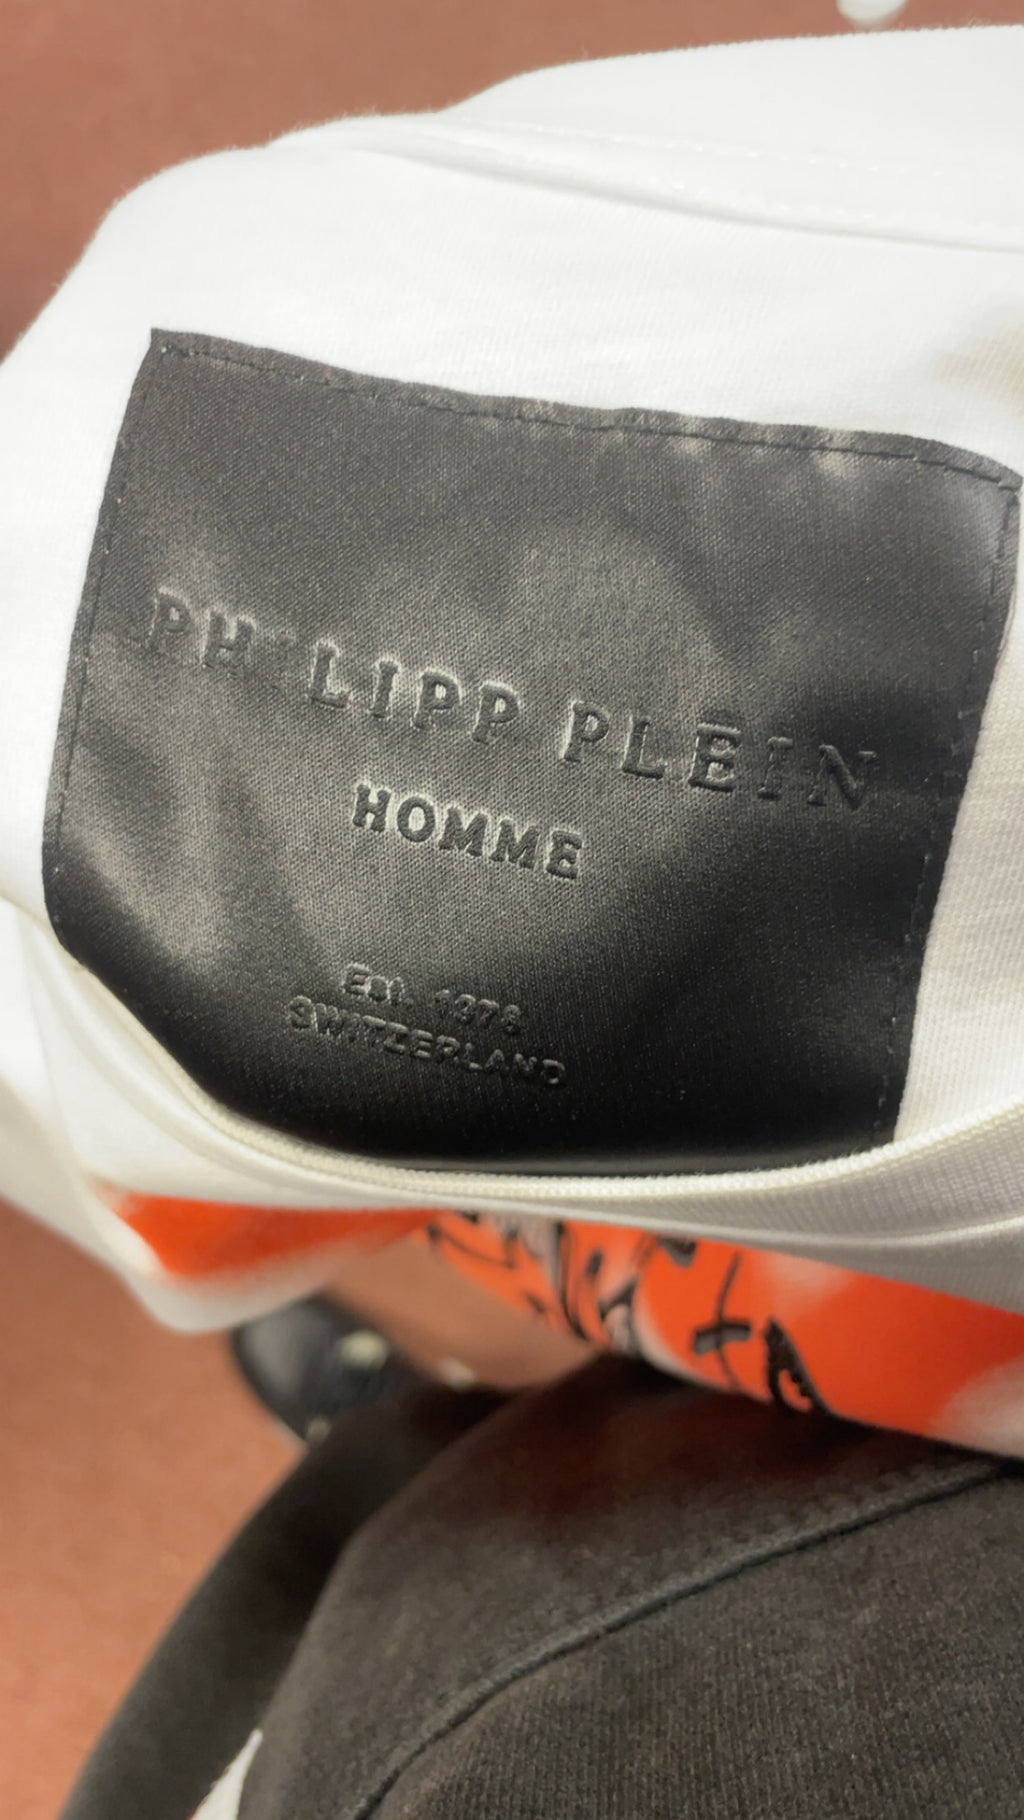 PHILIPP PLEIN
HOMME
Est. 1978
SWITZERLAND